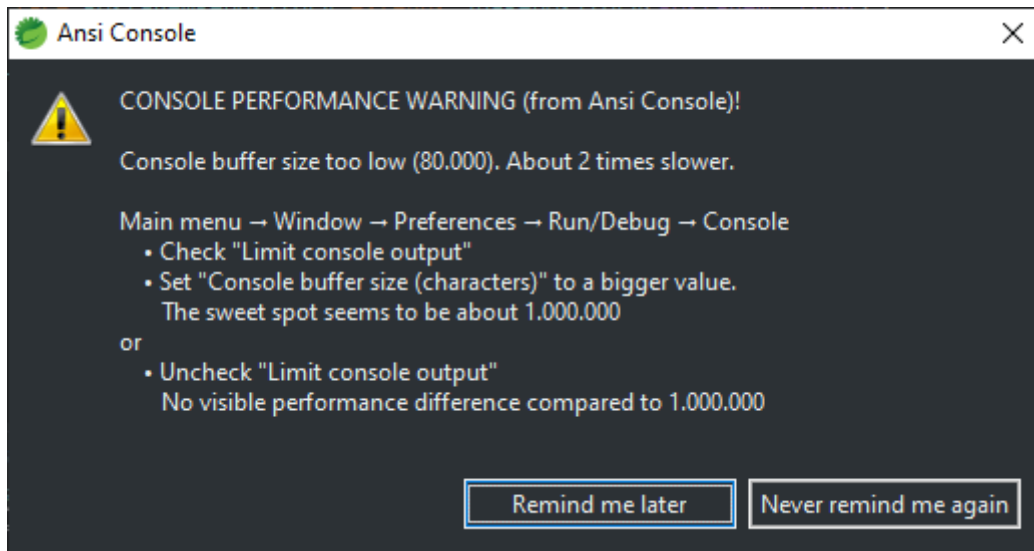 Ansi Console
CONSOLE PERFORMANCE WARNING (from Ansi Console)!
Console buffer size too low (80.000). About 2 times slower.
Main menu → Window → Preferences → Run/Debug → Console
• Check "Limit console output"
• Set "Console buffer size (characters)" to a bigger value.
The sweet spot seems to be about 1.000.000
or
• Uncheck "Limit console output"
No visible performance difference compared to 1.000.000
Remind me later
Never remind me again